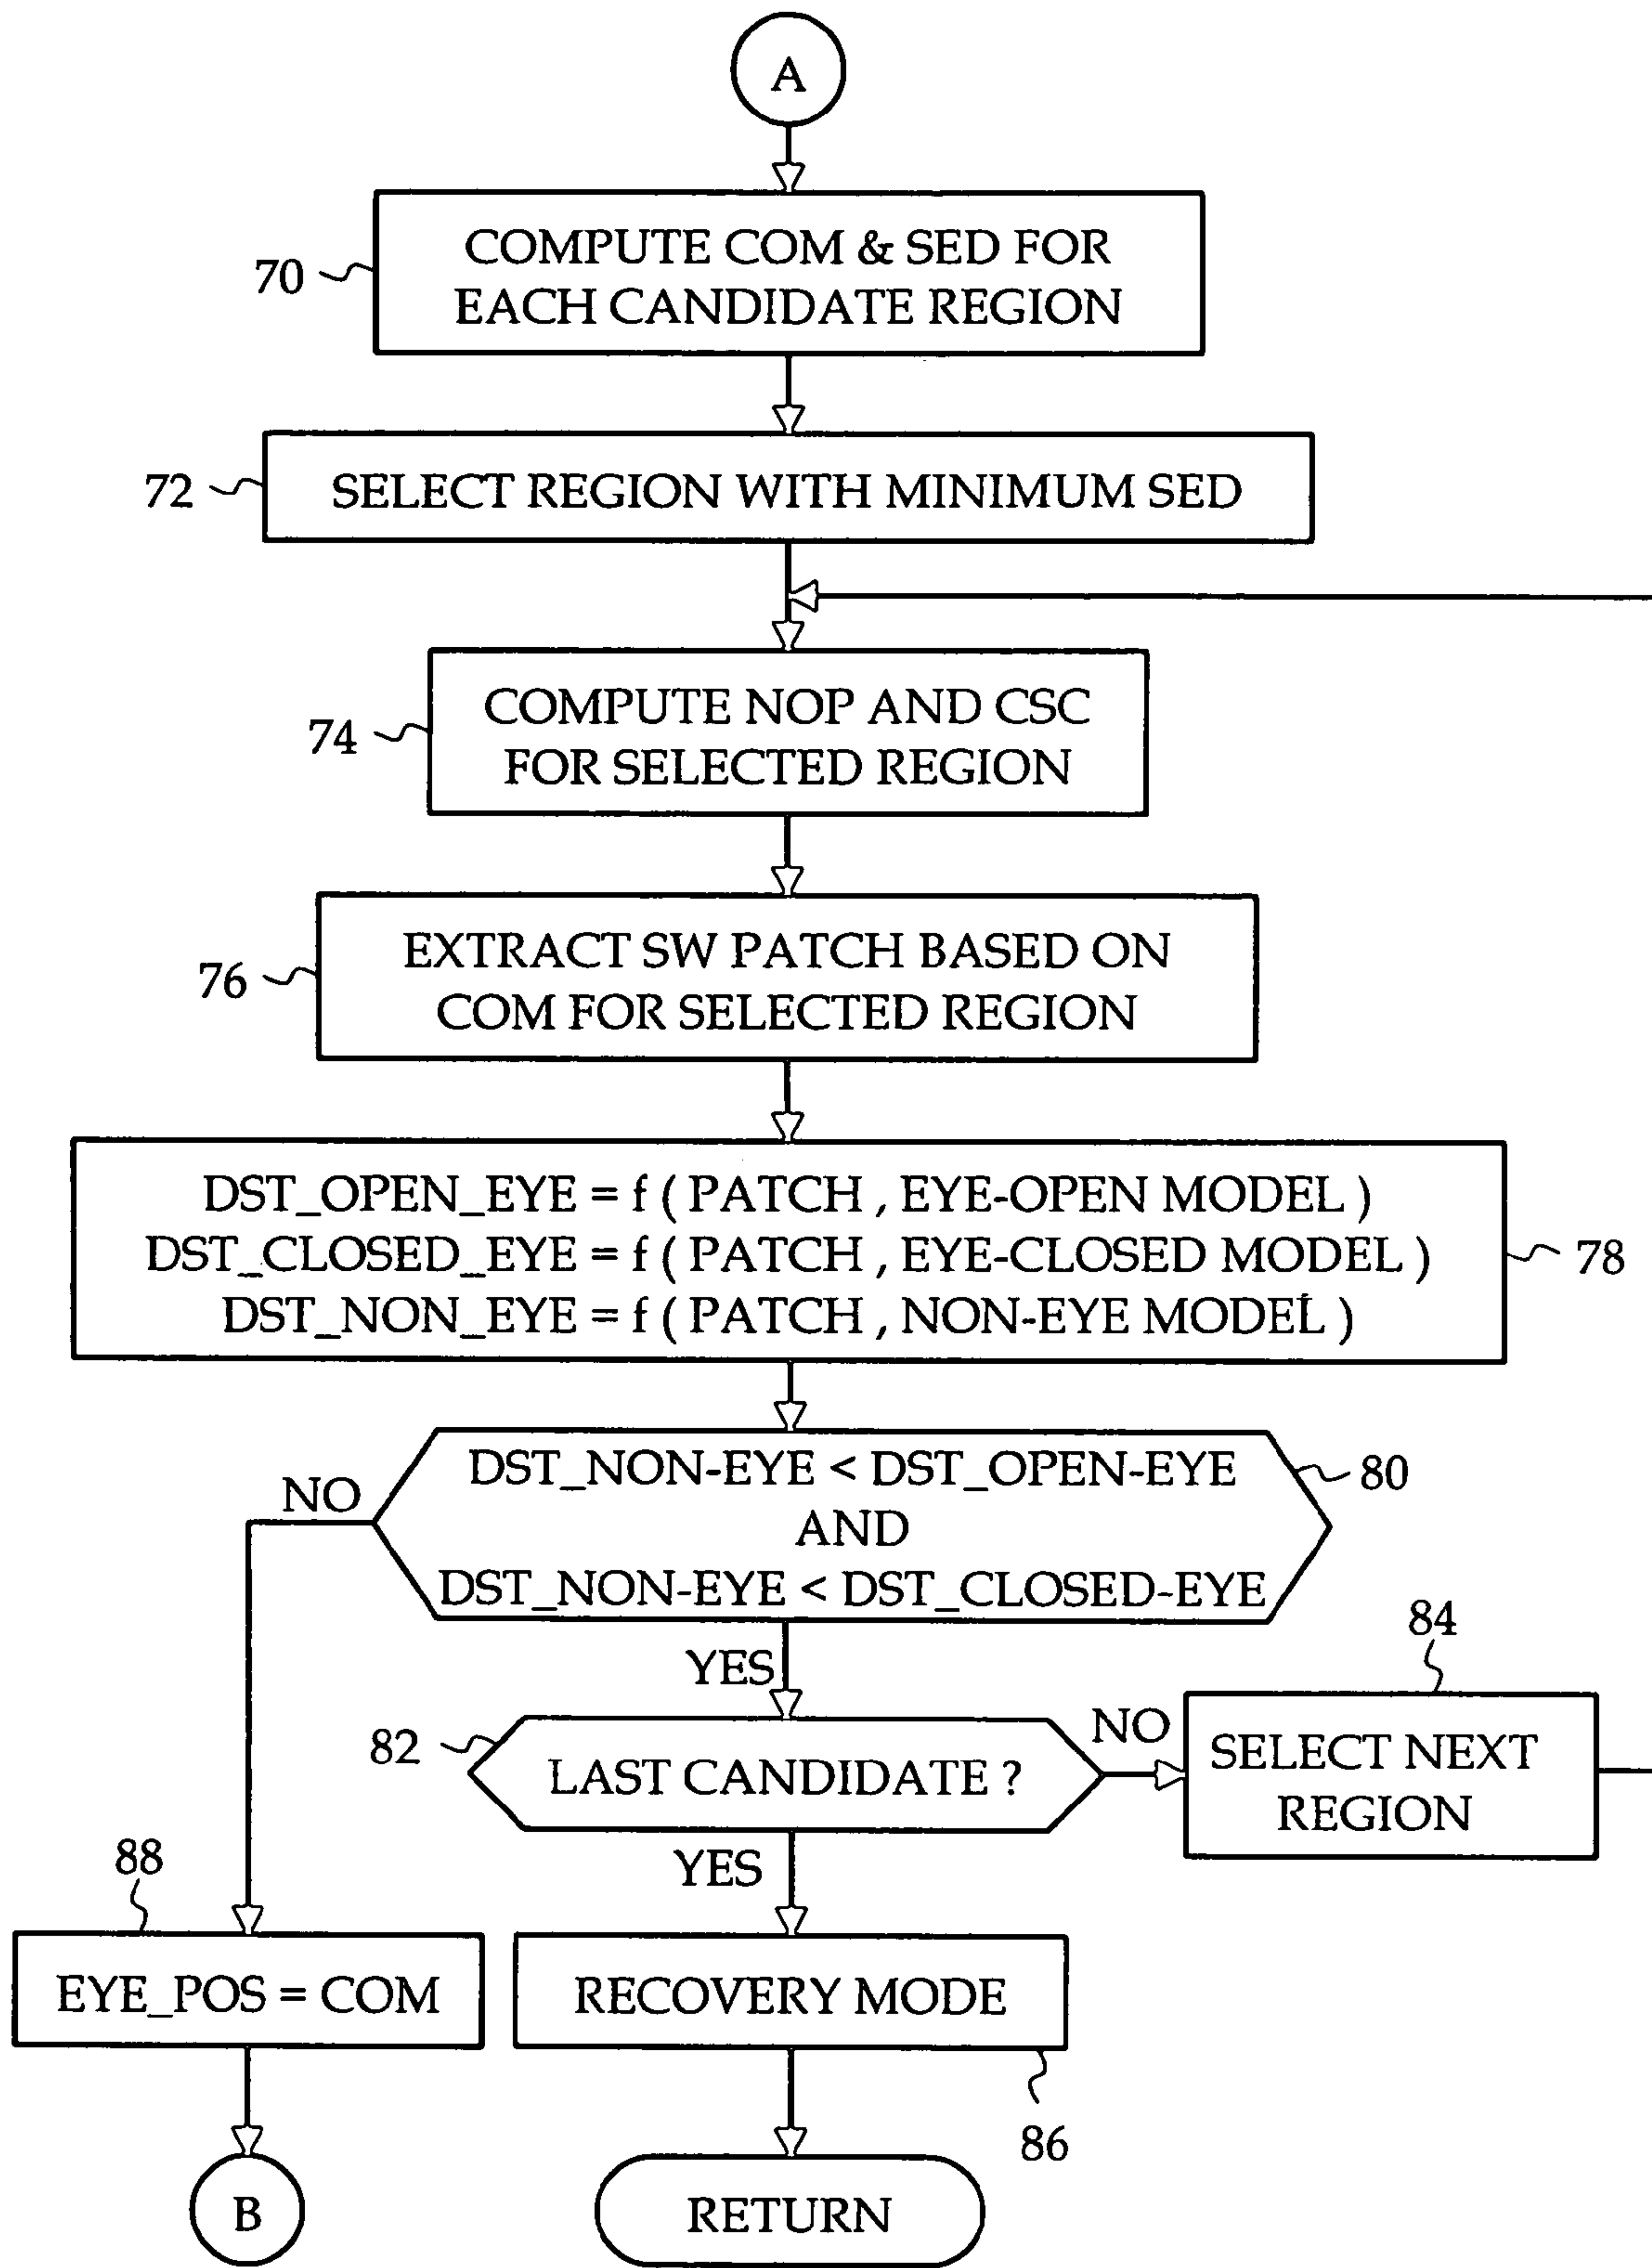 A
COMPUTE COM & SED FOR
EACH CANDIDATE REGION
70
SELECT REGION WITH MINIMUM SED
72
COMPUTE NOP AND CSC
FOR SELECTED REGION
74
EXTRACT SW PATCH BASED ON
COM FOR SELECTED REGION
76
DST_OPEN_EYE = f ( PATCH , EYE-OPEN MODEL )
DST_CLOSED_EYE = f ( PATCH , EYE-CLOSED MODEL )
DST_NON_EYE = f ( PATCH , NON-EYE MODEL )
78
DST_NON-EYE < DST_OPEN-EYE
AND
DST_NON-EYE < DST_CLOSED-EYE
80
NO
YES
82
LAST CANDIDATE ?
NO
84
SELECT NEXT
REGION
YES
88
EYE_POS = COM
RECOVERY MODE
86
B
RETURN